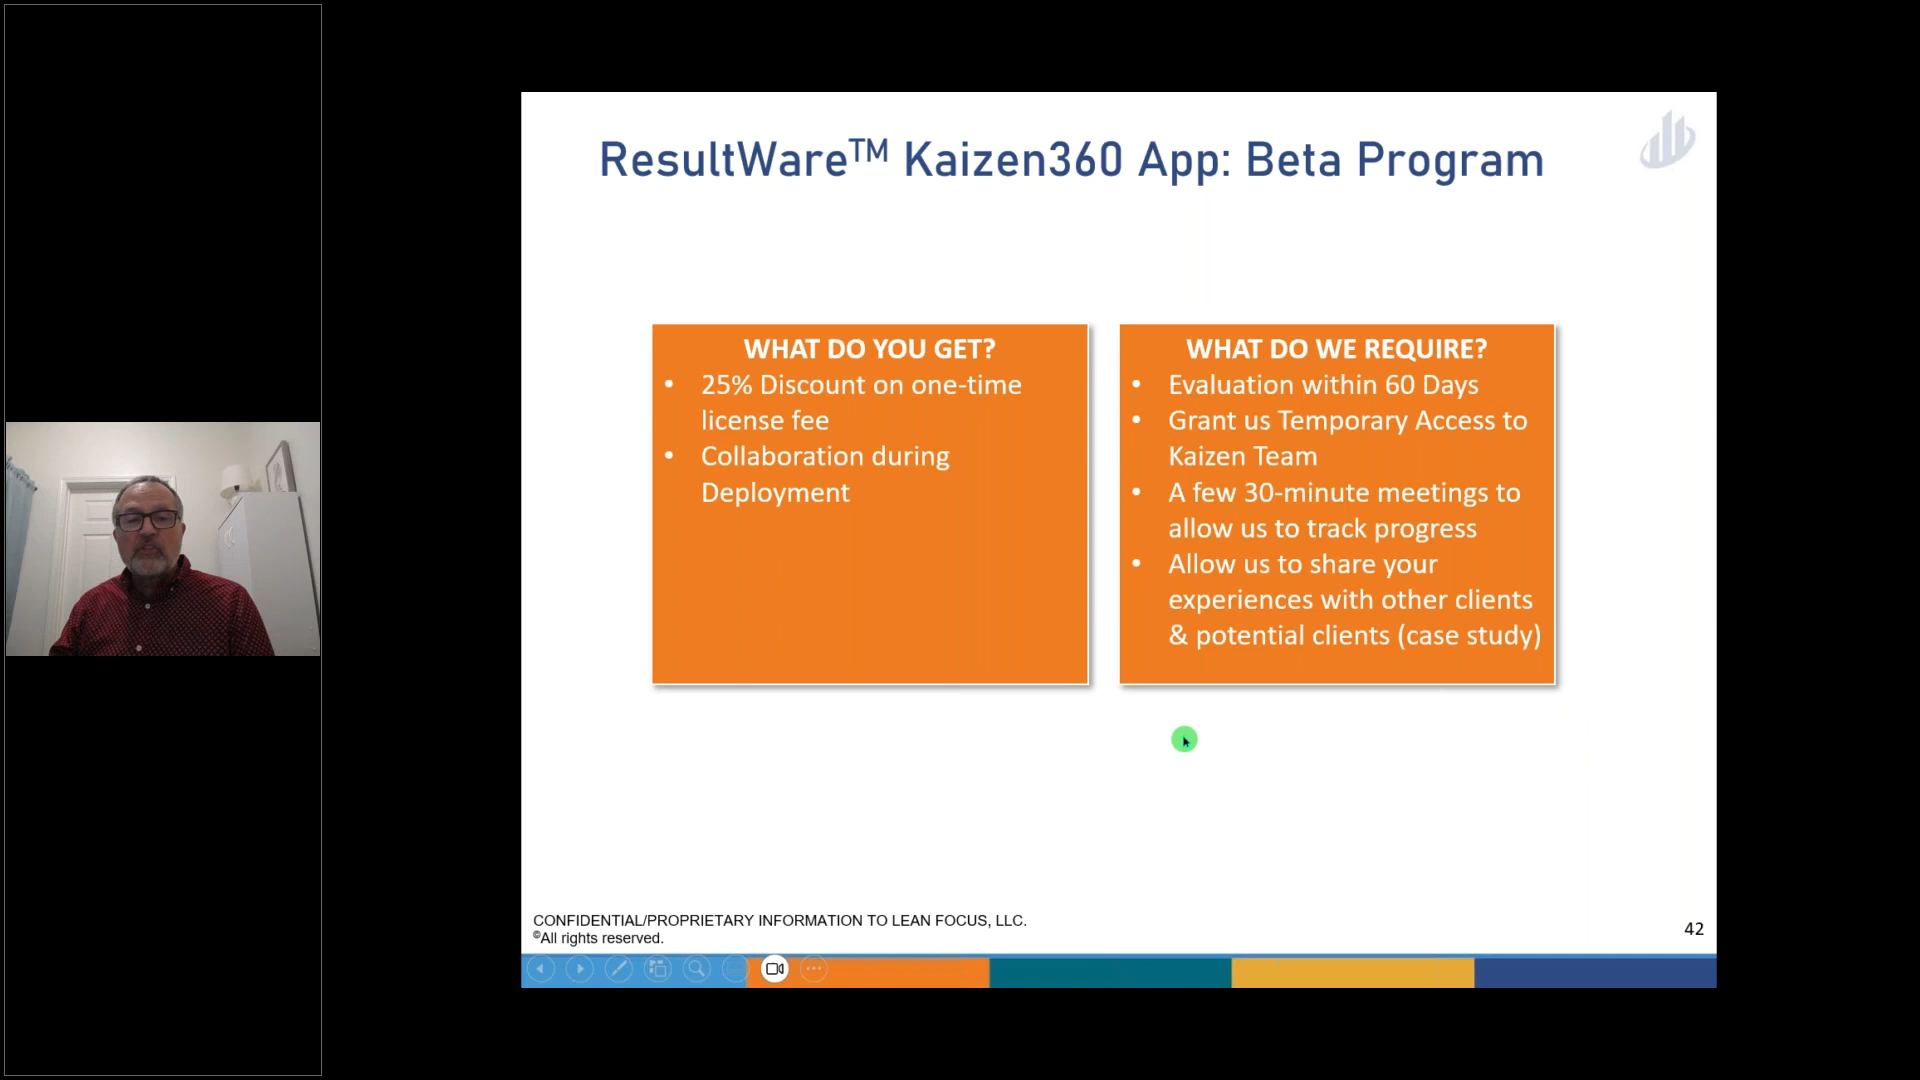 ResultWare™ Kaizen360 App: Beta Program
WHAT DO YOU GET?
• 25% Discount on one-time
license fee
• Collaboration during
Deployment
WHAT DO WE REQUIRE?
• Evaluation within 60 Days
• Grant us Temporary Access to
Kaizen Team
• A few 30-minute meetings to
allow us to track progress
• Allow us to share your
experiences with other clients
& potential clients (case study)
CONFIDENTIAL/PROPRIETARY INFORMATION TO LEAN FOCUS, LLC.
©All rights reserved.
42